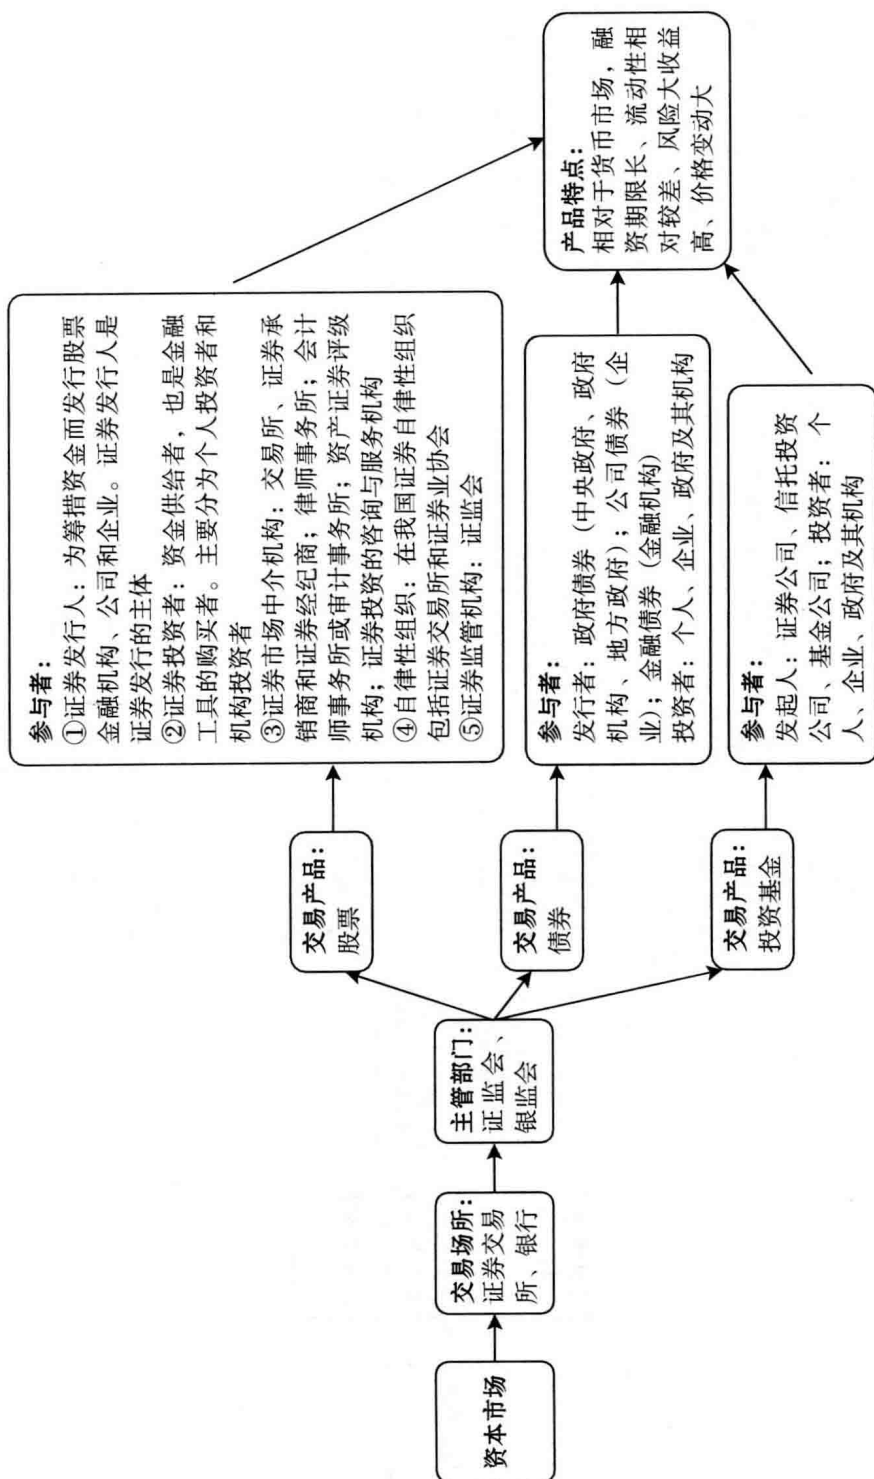 资本市场
交易场所：
证券交易
所、银行
主管部门：
证监会、
银监会
交易产品：
股票
参与者：
①证券发行人：为筹措资金而发行股票
金融机构、公司和企业。证券发行人是
证券发行的主体
②证券投资者：资金供给者，也是金融
工具的购买者。主要分为个人投资者和
机构投资者
③证券市场中介机构：交易所、证券承
销商和证券经纪商；律师事务所；会计
师事务所或审计事务所；资产证券评级
机构；证券投资的咨询与服务机构
④自律性组织：在我国证券自律性组织
包括证券交易所和证券业协会
⑤证券监管机构：证监会
交易产品：
债券
参与者：
发行者：政府债券（中央政府、政府
机构、地方政府）；公司债券（企
业）；金融债券（金融机构）
投资者：个人、企业、政府及其机构
交易产品：
投资基金
参与者：
发起人：证券公司、信托投资
公司、基金公司；投资者：个
人、企业、政府及其机构
产品特点：
相对于货币市场，融
资期限长、流动性相
对较差、风险大收益
高、价格变动大